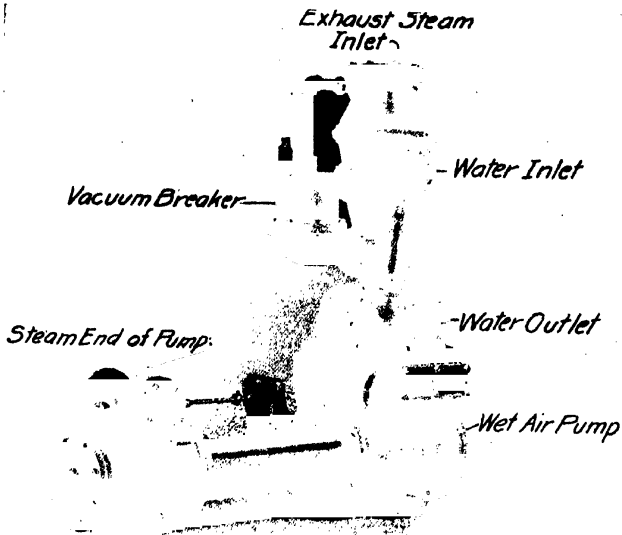 Exhaust Steam
Inlet
Water Inlet
Vacuum Breaker
Water Outlet
Steam End of Pump.
Wet Air Pump